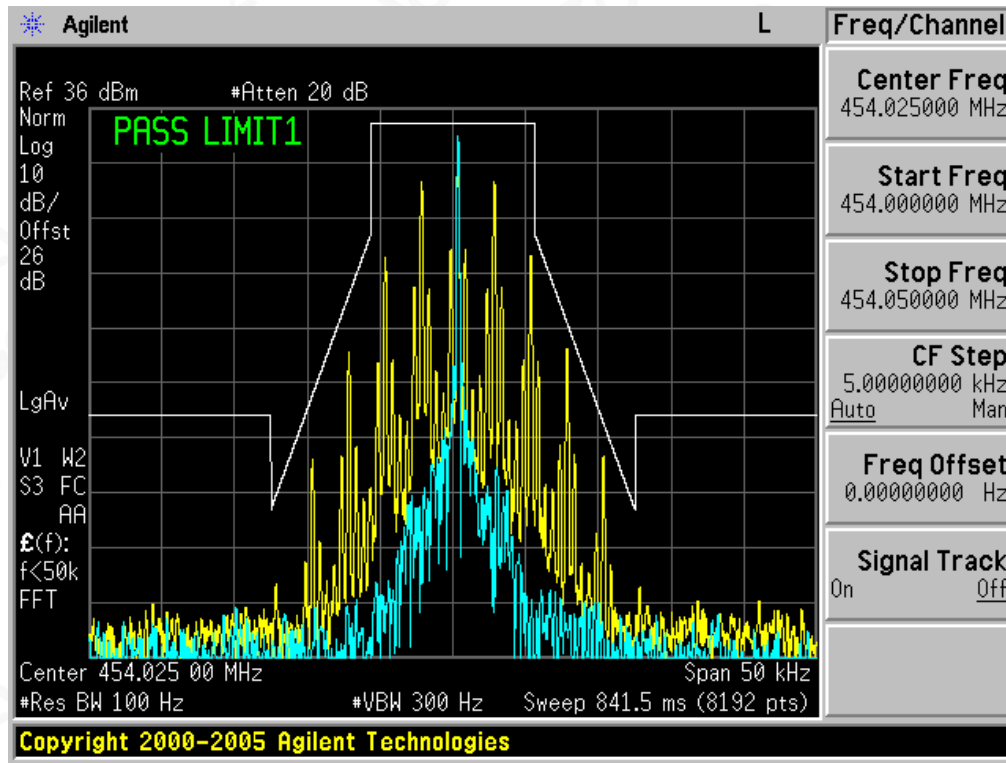 Agilent L
Freq/Channel
Ref 36 dBm #Atten 20 dB
Norm
Log
10
dB/
Offst
26
dB
PASS LIMIT1
LgAv
V1 W2
S3 FC
AA
£(f):
f<50k
FFT
Center 454.025 00 MHz Span 50 kHz
#Res BW 100 Hz #VBW 300 Hz Sweep 841.5 ms (8192 pts)
Copyright 2000-2005 Agilent Technologies
Center Freq
454.025000 MHz
Start Freq
454.000000 MHz
Stop Freq
454.050000 MHz
CF Step
5.00000000 kHz
Auto Man
Freq Offset
0.00000000 Hz
Signal Track
On Off